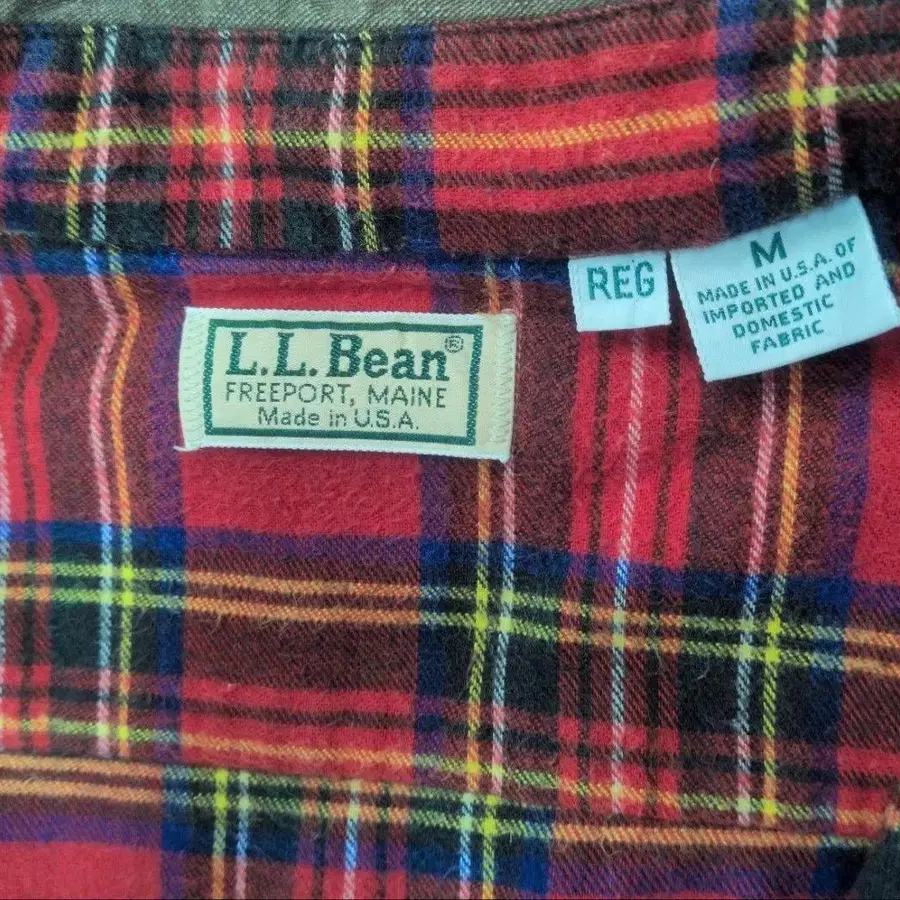 L.L.Bean®
FREEPORT, MAINE
Made in U.S.A.
REG
M
MADE IN U.S.A. OF
IMPORTED AND
DOMESTIC
FABRIC